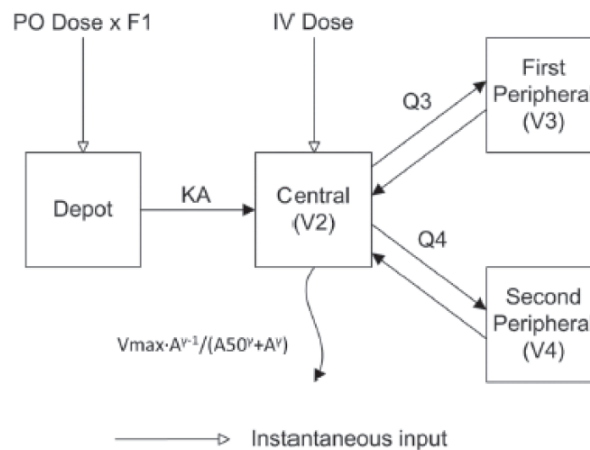 PO Dose x F1
IV Dose
First
Peripheral
(V3)
Q3
Depot
KA
Central
(V2)
Q4
Second
Peripheral
(V4)
Vmax·A^γ-1/(A50^γ+A^γ)
Instantaneous input